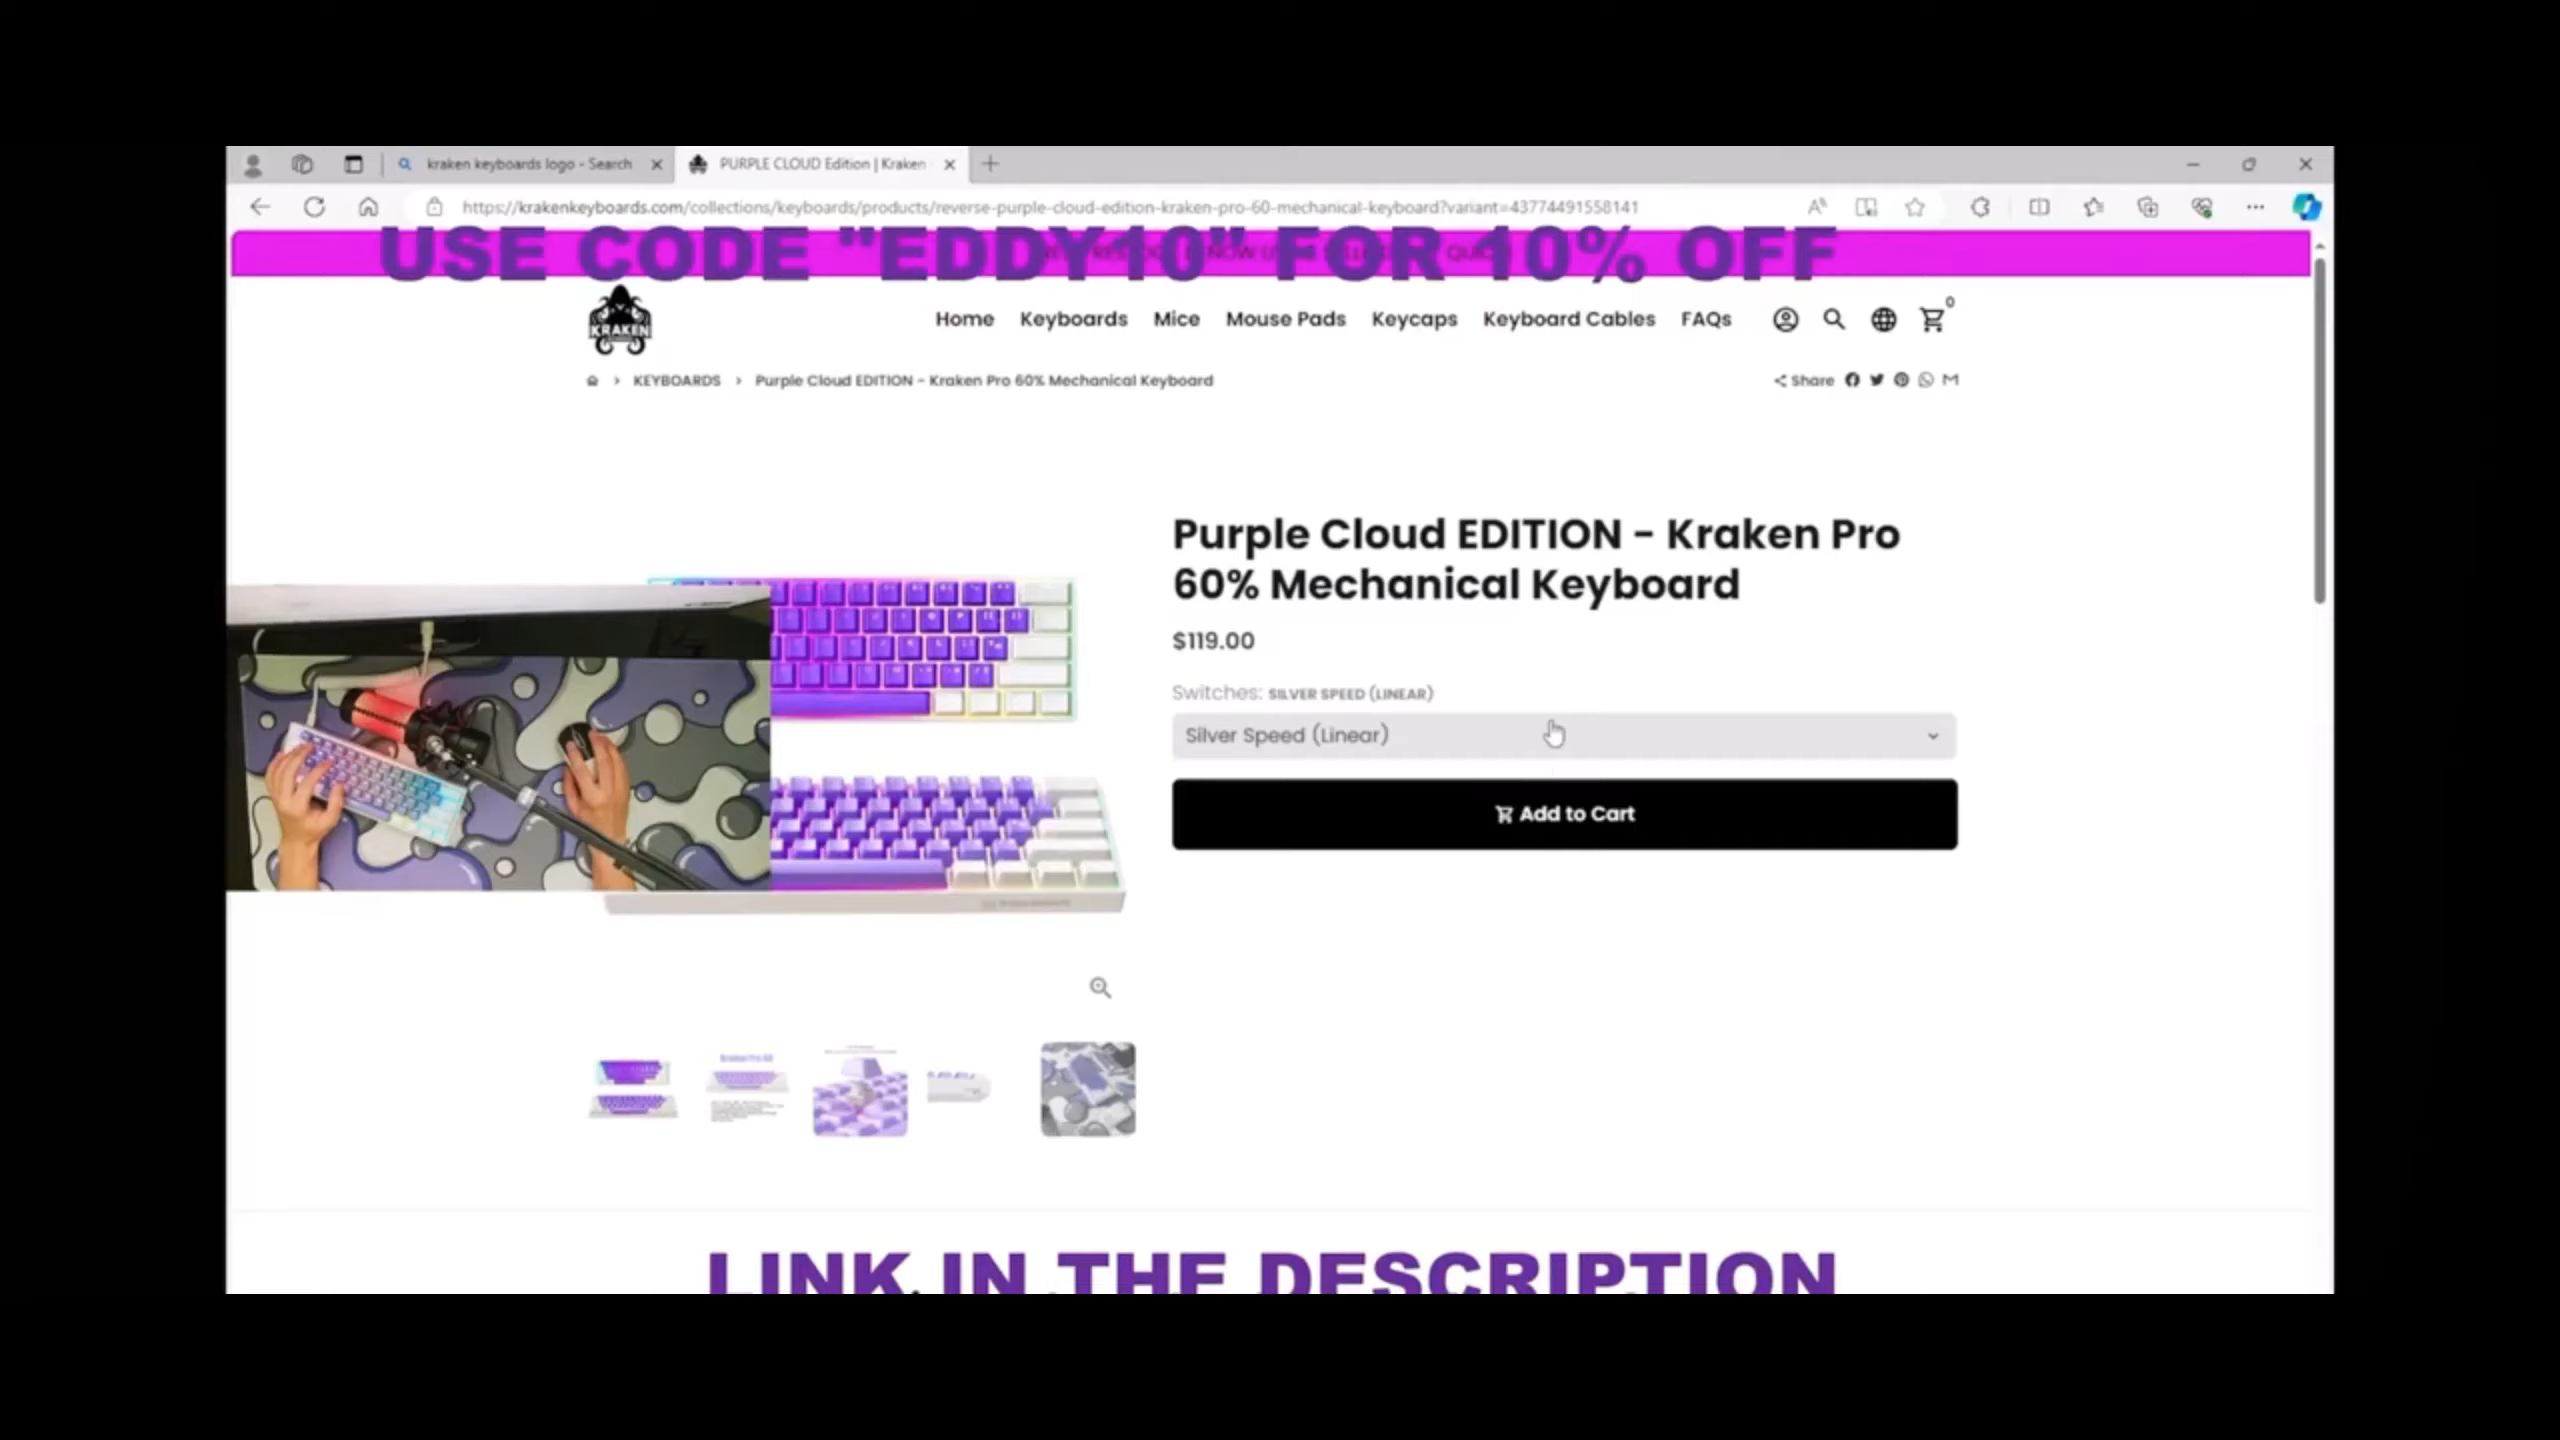 kraken keyboards logo - Search
PURPLE CLOUD Edition | Kraken
https://krakenkeyboards.com/collections/keyboards/products/reverse-purple-cloud-edition-kraken-pro-60-mechanical-keyboard?variant=43774491558141
USE CODE "EDDY10" FOR 10% OFF
KRAKEN
Home Keyboards Mice Mouse Pads Keycaps Keyboard Cables FAQs
0
KEYBOARDS > Purple Cloud EDITION - Kraken Pro 60% Mechanical Keyboard
Share
Purple Cloud EDITION - Kraken Pro
60% Mechanical Keyboard
$119.00
Switches: SILVER SPEED (LINEAR)
Silver Speed (Linear)
Add to Cart
Kraken Pro 60
LINK IN THE DESCRIPTION